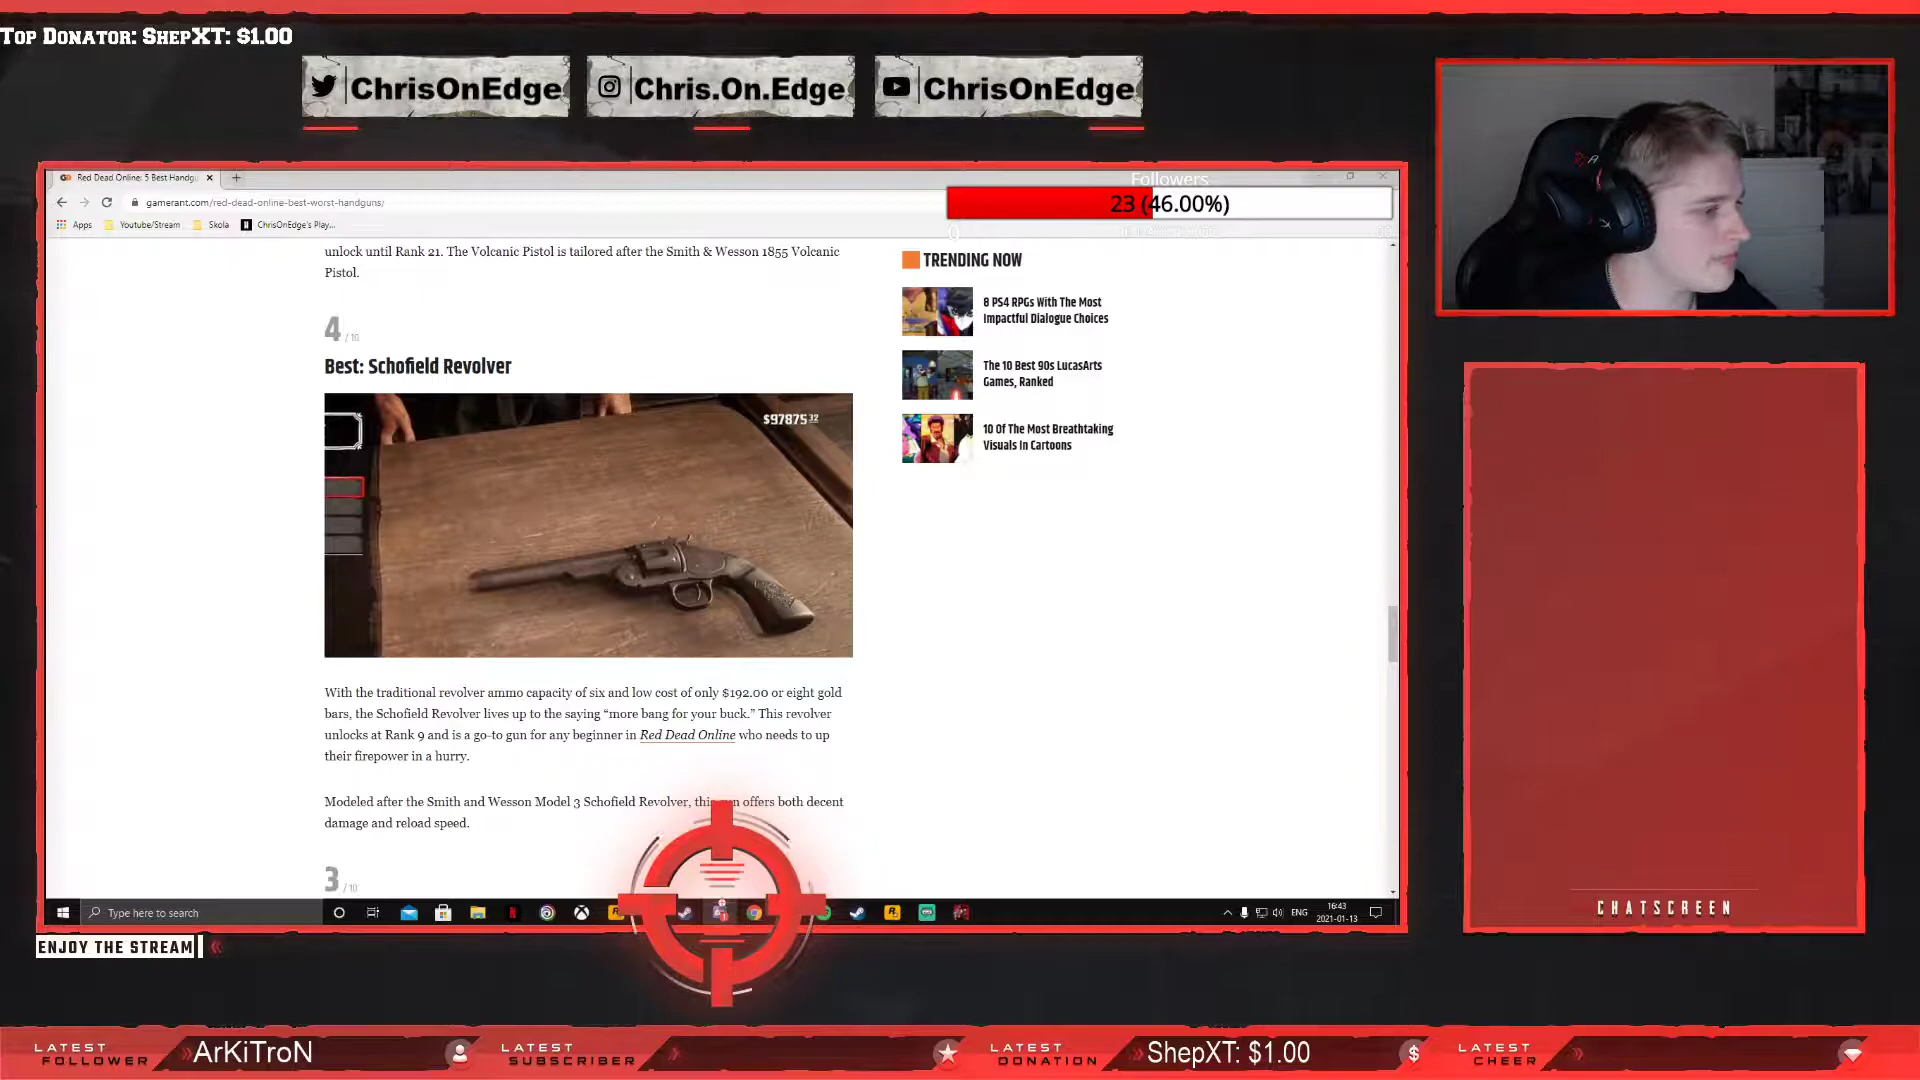 Top Donator: ShepXT: $1.00
ChrisOnEdge
Chris.On.Edge
ChrisOnEdge
Red Dead Online: 5 Best Handgu
gamerant.com/red-dead-online-best-worst-handguns/
Followers
23 (46.00%)
Apps
Youtube/Stream
Skola
ChrisOnEdge's Play...
unlock until Rank 21. The Volcanic Pistol is tailored after the Smith & Wesson 1855 Volcanic
Pistol.
4 / 10
Best: Schofield Revolver
$97875 32
With the traditional revolver ammo capacity of six and low cost of only $192.00 or eight gold
bars, the Schofield Revolver lives up to the saying “more bang for your buck.” This revolver
unlocks at Rank 9 and is a go-to gun for any beginner in Red Dead Online who needs to up
their firepower in a hurry.
Modeled after the Smith and Wesson Model 3 Schofield Revolver, this gun offers both decent
damage and reload speed.
3 / 10
TRENDING NOW
8 PS4 RPGs With The Most
Impactful Dialogue Choices
The 10 Best 90s LucasArts
Games, Ranked
10 Of The Most Breathtaking
Visuals In Cartoons
Type here to search
ENG
16:43
2021-01-13
CHATSCREEN
ENJOY THE STREAM
LATEST
FOLLOWER
ArKiTroN
LATEST
SUBSCRIBER
LATEST
DONATION
ShepXT: $1.00
LATEST
CHEER